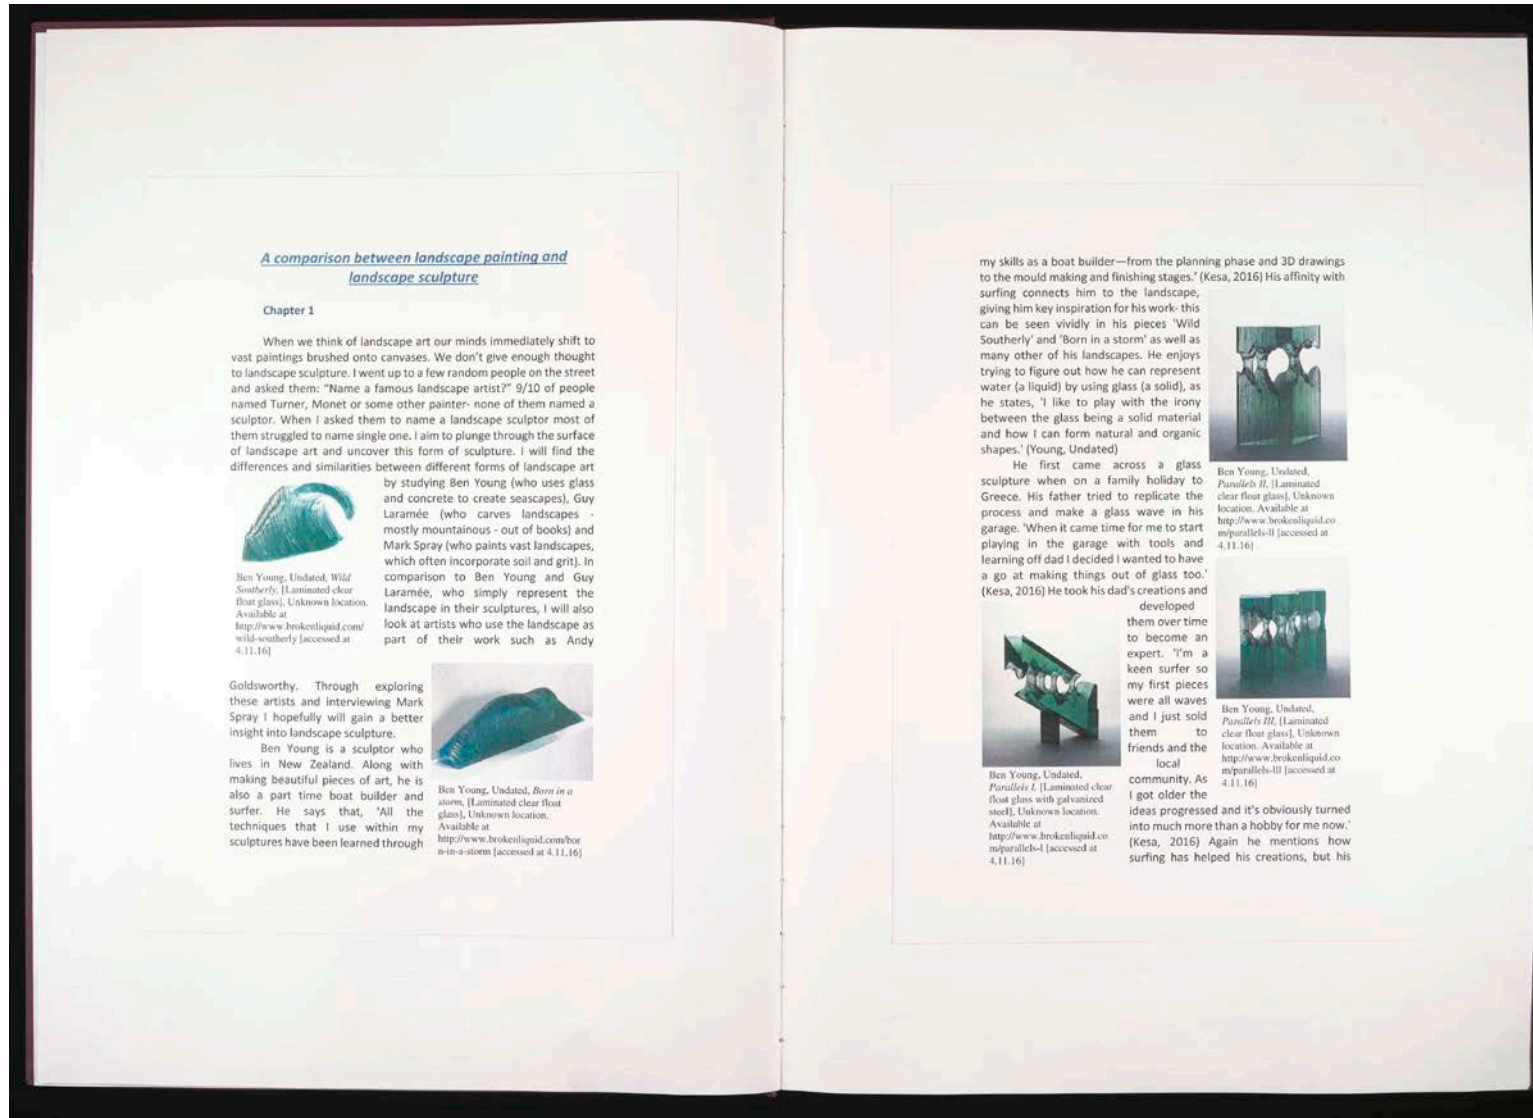 A comparison between landscape painting and
landscape sculpture
Chapter 1
When we think of landscape art our minds immediately shift to
vast paintings brushed onto canvases. We don't give enough thought
to landscape sculpture. I went up to a few random people on the street
and asked them: "Name a famous landscape artist?" 9/10 of people
named Turner, Monet or some other painter- none of them named a
sculptor. When I asked them to name a landscape sculptor most of
them struggled to name single one. I aim to plunge through the surface
of landscape art and uncover this form of sculpture. I will find the
differences and similarities between different forms of landscape art
by studying Ben Young (who uses glass
and concrete to create seascapes), Guy
Laramée (who carves landscapes -
mostly mountainous - out of books) and
Mark Spray (who paints vast landscapes,
which often incorporate soil and grit). In
comparison to Ben Young and Guy
Laramée, who simply represent the
landscape in their sculptures, I will also
look at artists who use the landscape as
part of their work such as Andy
Ben Young, Undated, Wild
Southerly, [Laminated clear
float glass], Unknown location.
Available at
http://www.brokenliquid.com/
wild-southerly [accessed at
4.11.16]
Goldsworthy. Through exploring
these artists and interviewing Mark
Spray I hopefully will gain a better
insight into landscape sculpture.
Ben Young is a sculptor who
lives in New Zealand. Along with
making beautiful pieces of art, he is
also a part time boat builder and
surfer. He says that, 'All the
techniques that I use within my
sculptures have been learned through
Ben Young, Undated, Born in a
storm, [Laminated clear float
glass], Unknown location.
Available at
http://www.brokenliquid.com/bor
n-in-a-storm [accessed at 4.11.16]
my skills as a boat builder—from the planning phase and 3D drawings
to the mould making and finishing stages.' (Kesa, 2016) His affinity with
surfing connects him to the landscape,
giving him key inspiration for his work- this
can be seen vividly in his pieces 'Wild
Southerly' and 'Born in a storm' as well as
many other of his landscapes. He enjoys
trying to figure out how he can represent
water (a liquid) by using glass (a solid), as
he states, 'I like to play with the irony
between the glass being a solid material
and how I can form natural and organic
shapes.' (Young, Undated)
He first came across a glass
sculpture when on a family holiday to
Greece. His father tried to replicate the
process and make a glass wave in his
garage. 'When it came time for me to start
playing in the garage with tools and
learning off dad I decided I wanted to have
a go at making things out of glass too.'
(Kesa, 2016) He took his dad's creations and
developed
them over time
to become an
expert. 'I'm a
keen surfer so
my first pieces
were all waves
and I just sold
them to
friends and the
local
community. As
I got older the
ideas progressed and it's obviously turned
into much more than a hobby for me now.'
(Kesa, 2016) Again he mentions how
surfing has helped his creations, but his
Ben Young, Undated,
Parallels II, [Laminated
clear float glass], Unknown
location. Available at
http://www.brokenliquid.co
m/parallels-II [accessed at
4.11.16]
Ben Young, Undated,
Parallels III, [Laminated
clear float glass], Unknown
location. Available at
http://www.brokenliquid.co
m/parallels-III [accessed at
4.11.16]
Ben Young, Undated,
Parallels I, [Laminated clear
float glass with galvanized
steel], Unknown location.
Available at
http://www.brokenliquid.co
m/parallels-I [accessed at
4.11.16]